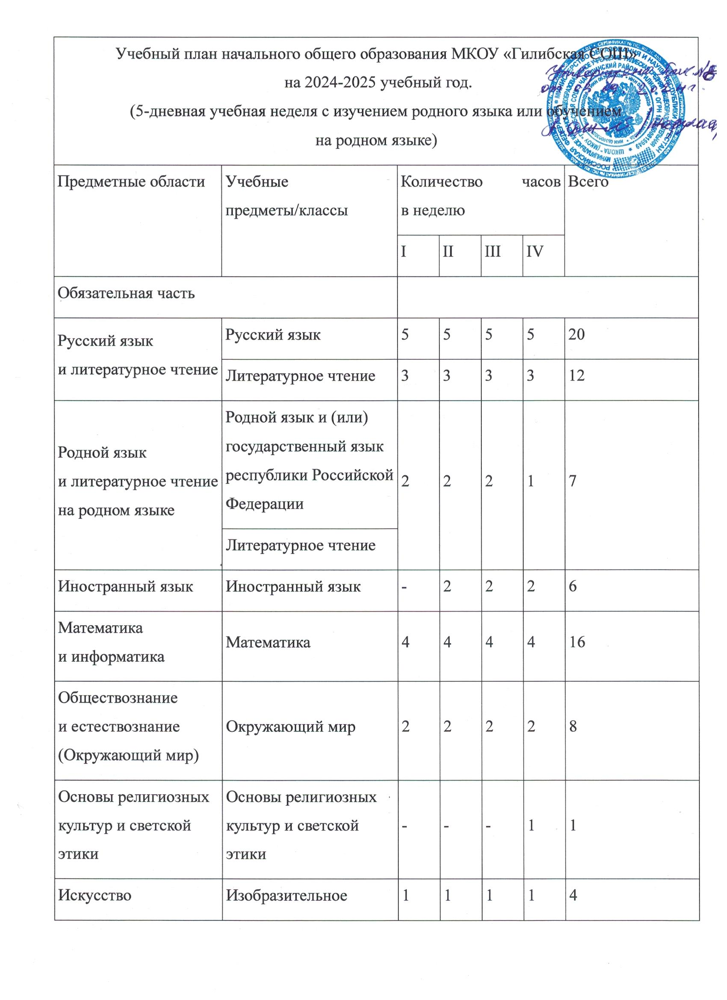 Учебный план начального общего образования МКОУ «Гилибская СОШ»
на 2024-2025 учебный год.
(5-дневная учебная неделя с изучением родного языка или обучением
на родном языке)
Предметные области
Учебные
предметы/классы
Количество часов
в неделю
Всего
I II III IV
Обязательная часть
Русский язык
и литературное чтение
Русский язык 5 5 5 5 20
Литературное чтение 3 3 3 3 12
Родной язык
и литературное чтение
на родном языке
Родной язык и (или)
государственный язык
республики Российской
Федерации
Литературное чтение
2 2 2 1 7
Иностранный язык Иностранный язык - 2 2 2 6
Математика
и информатика
Математика 4 4 4 4 16
Обществознание
и естествознание
(Окружающий мир)
Окружающий мир 2 2 2 2 8
Основы религиозных
культур и светской
этики
Основы религиозных
культур и светской
этики
- - - 1 1
Искусство Изобразительное 1 1 1 1 4